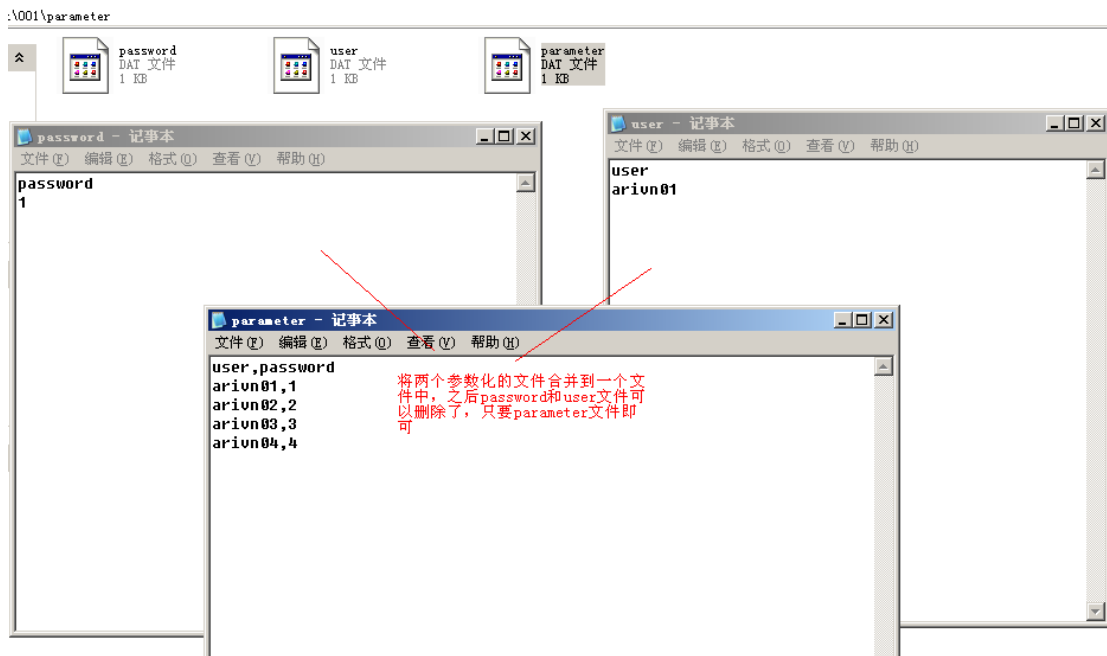 :\001\parameter
password
DAT 文件
1 KB
user
DAT 文件
1 KB
parameter
DAT 文件
1 KB
password - 记事本
文件(F) 编辑(E) 格式(O) 查看(V) 帮助(H)
password
1
user - 记事本
文件(F) 编辑(E) 格式(O) 查看(V) 帮助(H)
user
arivn01
parameter - 记事本
文件(F) 编辑(E) 格式(O) 查看(V) 帮助(H)
user,password
arivn01,1
arivn02,2
arivn03,3
arivn04,4
将两个参数化的文件合并到一个文
件中，之后password和user文件可
以删除了，只要parameter文件即
可